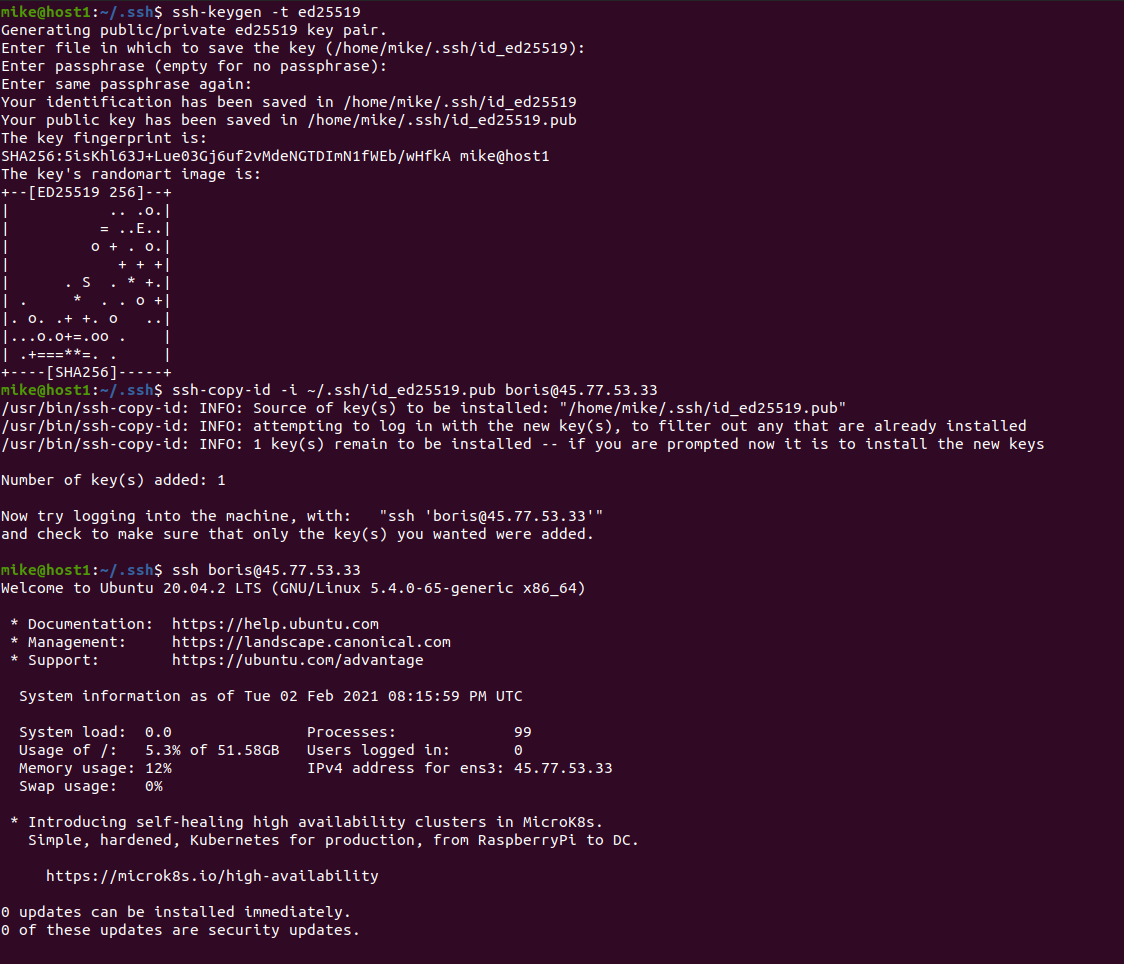 mike@host1:~/.ssh$ ssh-keygen -t ed25519
Generating public/private ed25519 key pair.
Enter file in which to save the key (/home/mike/.ssh/id_ed25519):
Enter passphrase (empty for no passphrase):
Enter same passphrase again:
Your identification has been saved in /home/mike/.ssh/id_ed25519
Your public key has been saved in /home/mike/.ssh/id_ed25519.pub
The key fingerprint is:
SHA256:5isKhl63J+Lue03Gj6uf2vMdeNGTDImN1fWEb/wHfkA mike@host1
The key's randomart image is:
+--[ED25519 256]--+
|           .. .o.|
|          = ..E..|
|         o + . o.|
|            + + +|
|      . S  . * +.|
| .     *  . . o +|
|. o. .+ +. o   ..|
|...o.o+=.oo .    |
| .+===**=. .     |
+----[SHA256]-----+
mike@host1:~/.ssh$ ssh-copy-id -i ~/.ssh/id_ed25519.pub boris@45.77.53.33
/usr/bin/ssh-copy-id: INFO: Source of key(s) to be installed: "/home/mike/.ssh/id_ed25519.pub"
/usr/bin/ssh-copy-id: INFO: attempting to log in with the new key(s), to filter out any that are already installed
/usr/bin/ssh-copy-id: INFO: 1 key(s) remain to be installed -- if you are prompted now it is to install the new keys

Number of key(s) added: 1

Now try logging into the machine, with:   "ssh 'boris@45.77.53.33'"
and check to make sure that only the key(s) you wanted were added.

mike@host1:~/.ssh$ ssh boris@45.77.53.33
Welcome to Ubuntu 20.04.2 LTS (GNU/Linux 5.4.0-65-generic x86_64)

 * Documentation:  https://help.ubuntu.com
 * Management:     https://landscape.canonical.com
 * Support:        https://ubuntu.com/advantage

  System information as of Tue 02 Feb 2021 08:15:59 PM UTC

  System load:  0.0               Processes:             99
  Usage of /:   5.3% of 51.58GB   Users logged in:       0
  Memory usage: 12%               IPv4 address for ens3: 45.77.53.33
  Swap usage:   0%

 * Introducing self-healing high availability clusters in MicroK8s.
   Simple, hardened, Kubernetes for production, from RaspberryPi to DC.

     https://microk8s.io/high-availability

0 updates can be installed immediately.
0 of these updates are security updates.